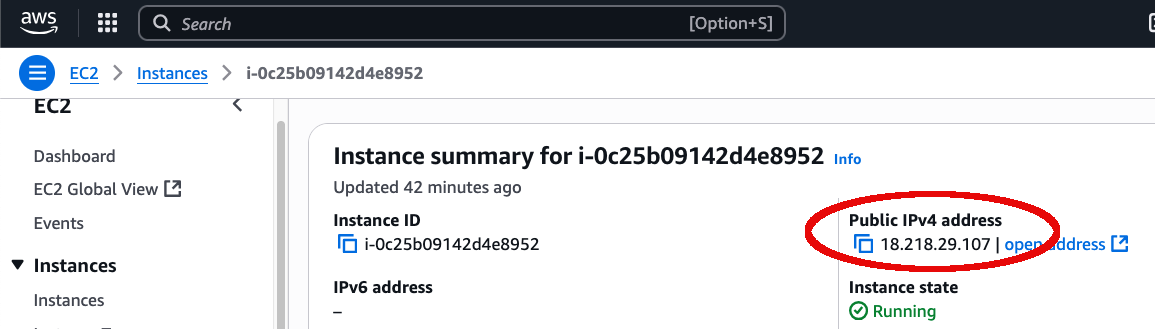 aws
Search [Option+S]
EC2 Instances i-0c25b09142d4e8952
EC2
Dashboard
EC2 Global View
Events
Instances
Instances
Instance summary for i-0c25b09142d4e8952 Info
Updated 42 minutes ago
Instance ID
i-0c25b09142d4e8952
IPv6 address
–
Public IPv4 address
18.218.29.107 | open address
Instance state
Running